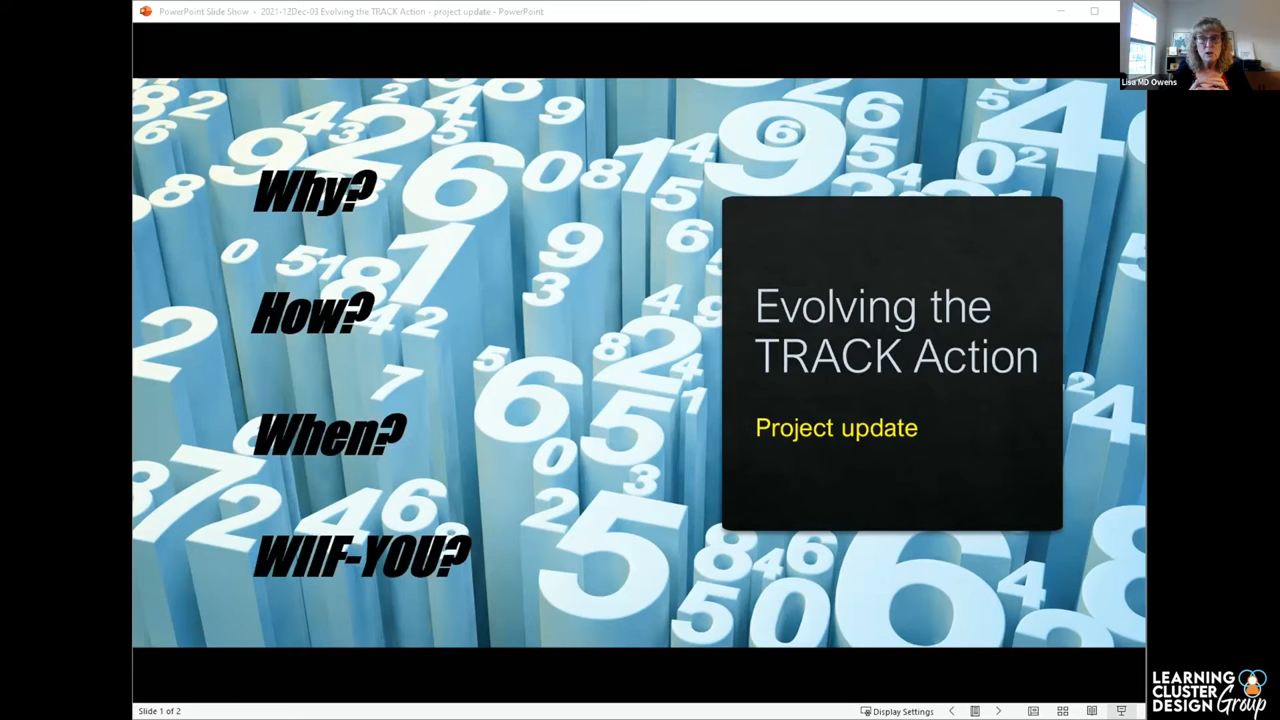 PowerPoint Slide Show - 2021-12Dec-03 Evolving the TRACK Action - project update - PowerPoint
Lisa MD Owens
Why?
How?
When?
WIIF-YOU?
Evolving the
TRACK Action
Project update
Slide 1 of 2
Display Settings
LEARNING
CLUSTER
DESIGN Group